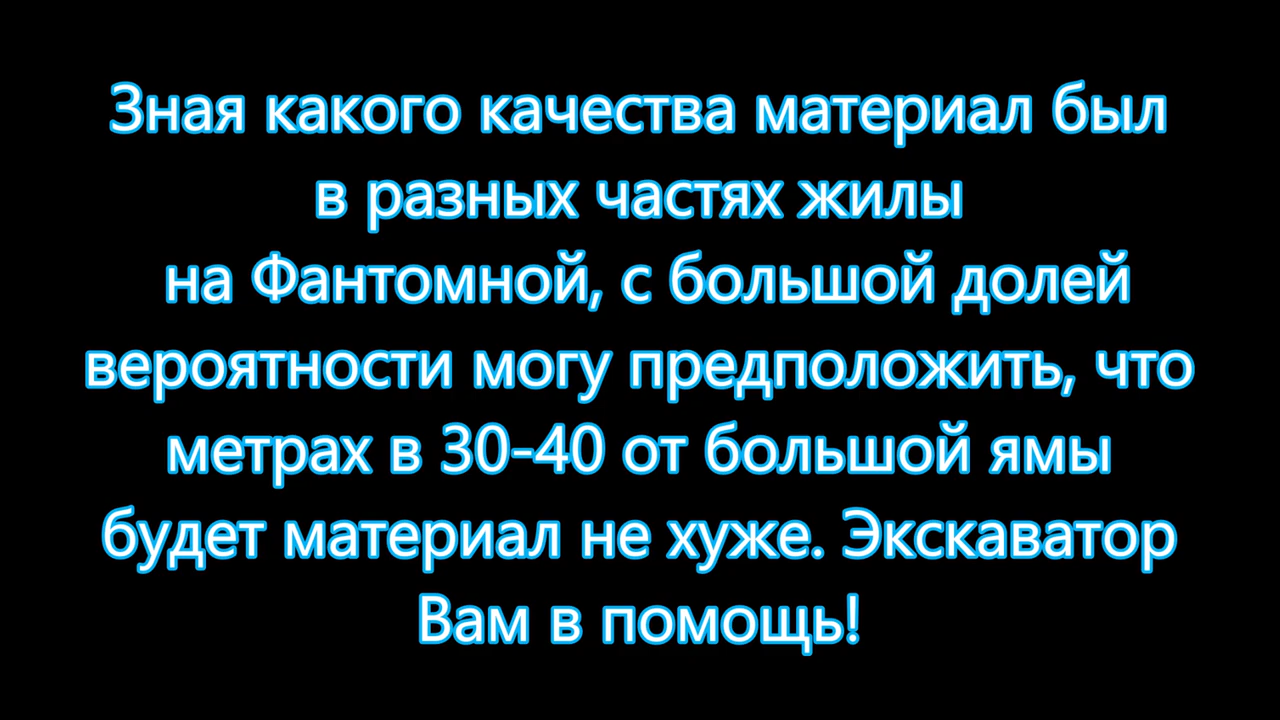 Зная какого качества материал был
в разных частях жилы
на Фантомной, с большой долей
вероятности могу предположить, что
метрах в 30-40 от большой ямы
будет материал не хуже. Экскаватор
Вам в помощь!